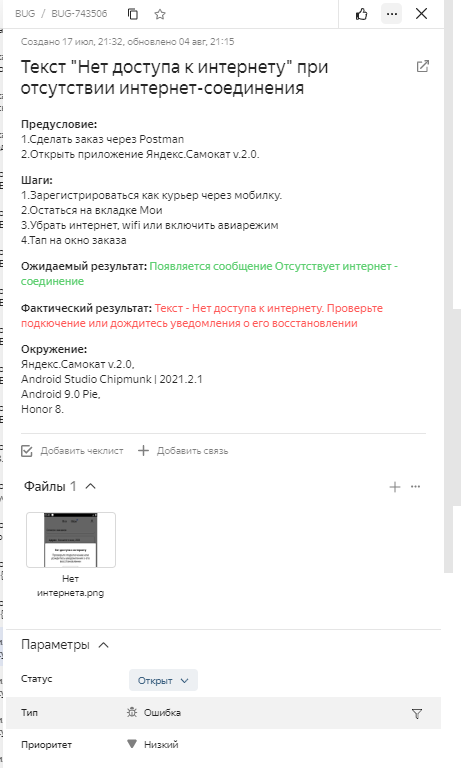 BUG / BUG-743506
Создано 17 июл, 21:32, обновлено 04 авг, 21:15
Текст "Нет доступа к интернету" при
отсутствии интернет-соединения
Предусловие:
1.Сделать заказ через Postman
2.Открыть приложение Яндекс.Самокат v.2.0.
Шаги:
1.Зарегистрироваться как курьер через мобилку.
2.Остаться на вкладке Мои
3.Убрать интернет, wifi или включить авиарежим
4.Тап на окно заказа
Ожидаемый результат: Появляется сообщение Отсутствует интернет -
соединение
Фактический результат: Текст - Нет доступа к интернету. Проверьте
подкючение или дождитесь уведомления о его восстановлении
Окружение:
Яндекс.Самокат v.2.0,
Android Studio Chipmunk | 2021.2.1
Android 9.0 Pie,
Honor 8.
Добавить чеклист Добавить связь
Файлы 1
Нет
интернета.png
Параметры
Статус Открыт
Тип Ошибка
Приоритет Низкий